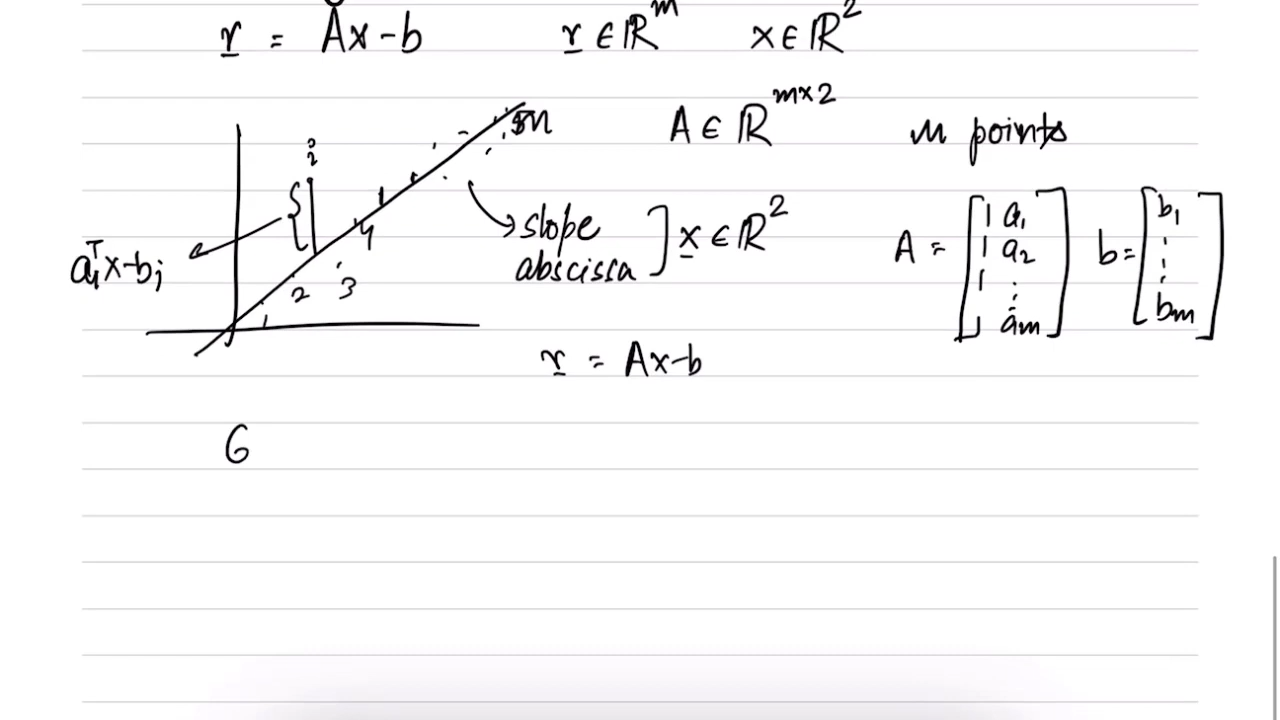 r = Ax-b r ∈ ℝ^m x ∈ ℝ^2
A ∈ ℝ^{m×2} m points
i
m
4
2 3
1
a_i^T x - b_i
slope
abscissa ] x ∈ ℝ^2
A = [1 a_1
1 a_2
1 ⋮
1 a_m]
b = [b_1
⋮
b_m]
r = Ax-b
G